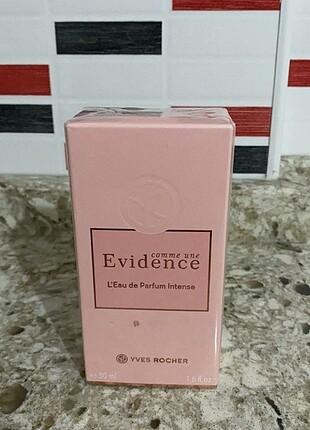 comme une
Evidence
L'Eau de Parfum Intense
YVES ROCHER
e 50 ml
1.6 fl.oz